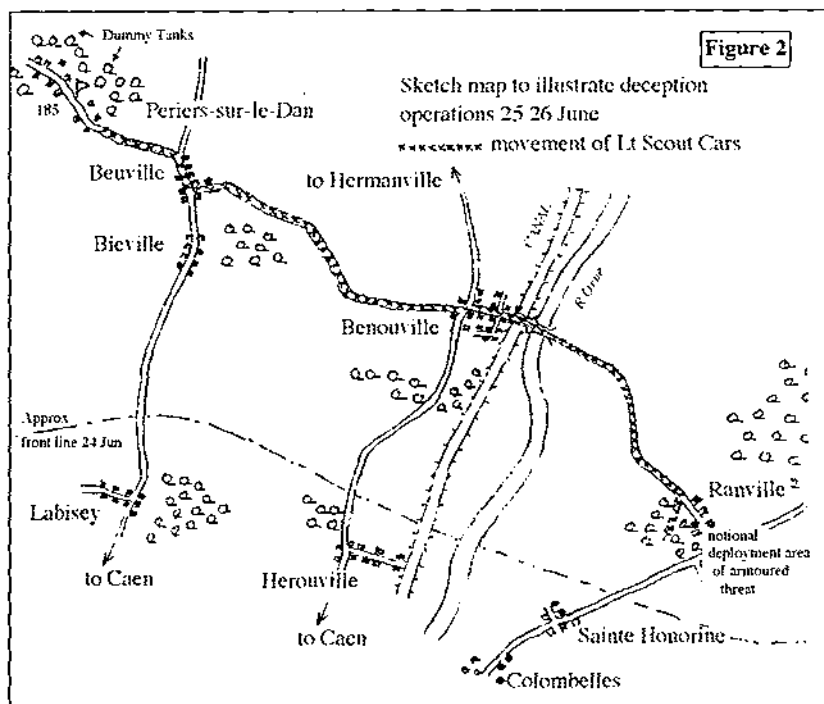 Figure 2
Dummy Tanks
Sketch map to illustrate deception
operations 25 26 June
movement of Lt Scout Cars
185
Periers-sur-le-Dan
Beuville
to Hermanville
Bieville
CANAL
R Orne
Benouville
Approx
front line 24 Jun
Labisey
Ranville
notional
deployment area
of armoured
threat
to Caen
Herouville
to Caen
Sainte Honorine
Colombelles